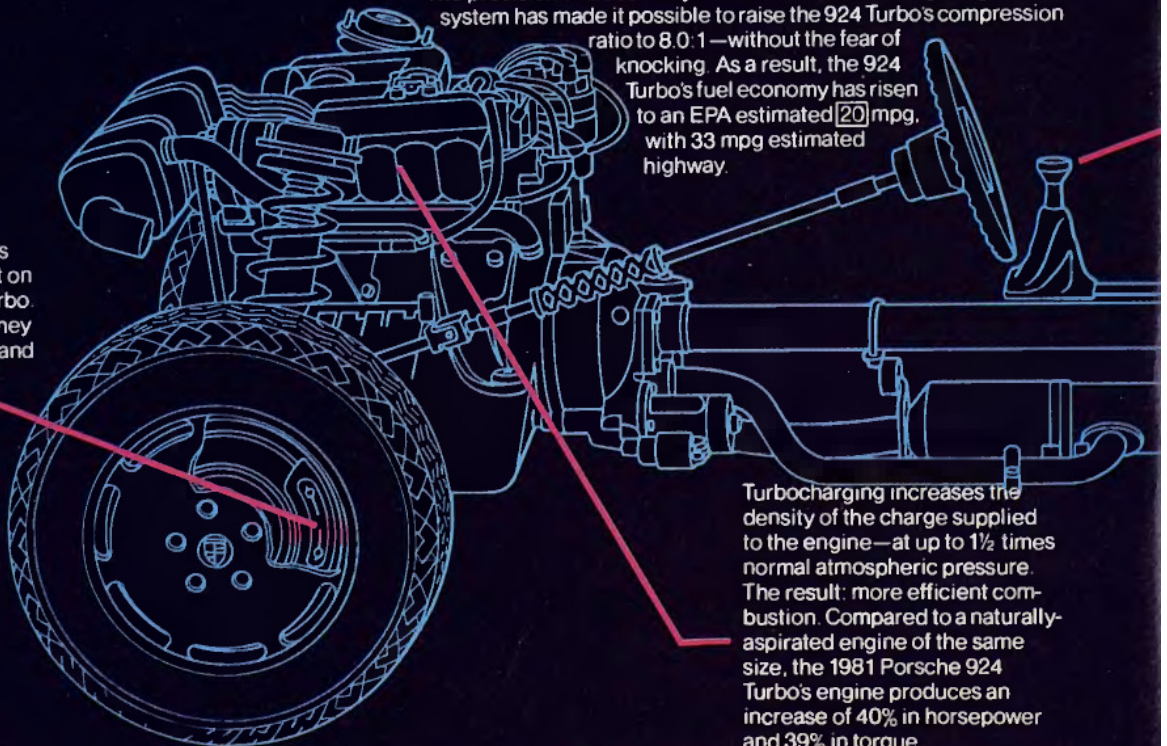 system has made it possible to raise the 924 Turbo's compression
ratio to 8.0:1—without the fear of
knocking. As a result, the 924
Turbo's fuel economy has risen
to an EPA estimated 20 mpg,
with 33 mpg estimated
highway.
s
t on
rbo.
hey
and
Turbocharging increases the
density of the charge supplied
to the engine—at up to 1½ times
normal atmospheric pressure.
The result: more efficient com-
bustion. Compared to a naturally-
aspirated engine of the same
size, the 1981 Porsche 924
Turbo's engine produces an
increase of 40% in horsepower
and 39% in torque.